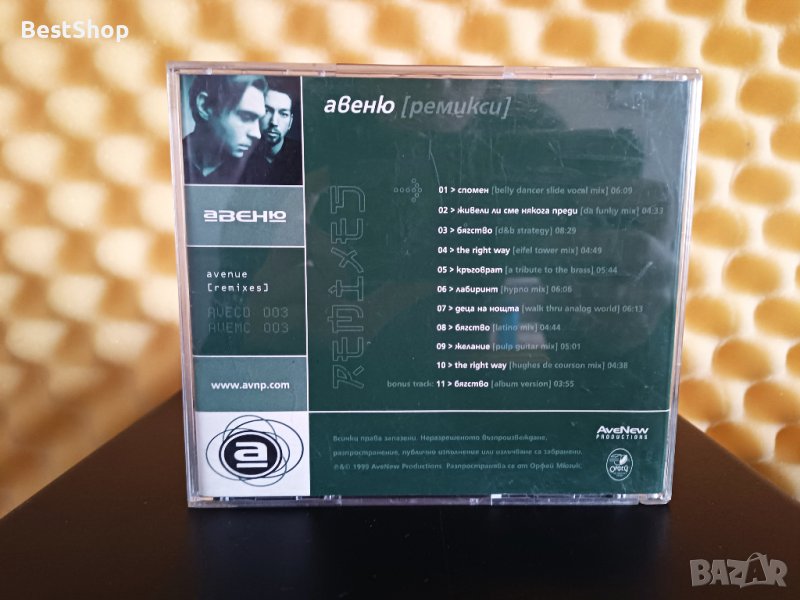 BestShop
авеню [ремикси]
REMIXES
01 > спомен [belly dancer slide vocal mix] 06:09
02 > живели ли сме някога преди [da funky mix] 04:33
03 > бягство [d&b strategy] 08:29
04 > the right way [eifel tower mix] 04:49
05 > кръговрат [a tribute to the brass] 05:44
06 > лабиринт [hypno mix] 06:06
07 > деца на нощта [walk thru analog world] 06:13
08 > бягство [latino mix] 04:44
09 > желание [pulp guitar mix] 05:01
10 > the right way [hughes de courson mix] 04:38
bonus track: 11 > бягство [album version] 03:55
авеню
avenue
[remixes]
AVECD 003
AVEMC 003
www.avnp.com
a
Всички права запазени. Неразрешеното възпроизвеждане,
разпространение, публично изпълнение или излъчване са забранени.
℗&© 1999 AveNew Productions. Разпространява се от Орфей Мюзик.
AveNew
PRODUCTIONS
BAZAR